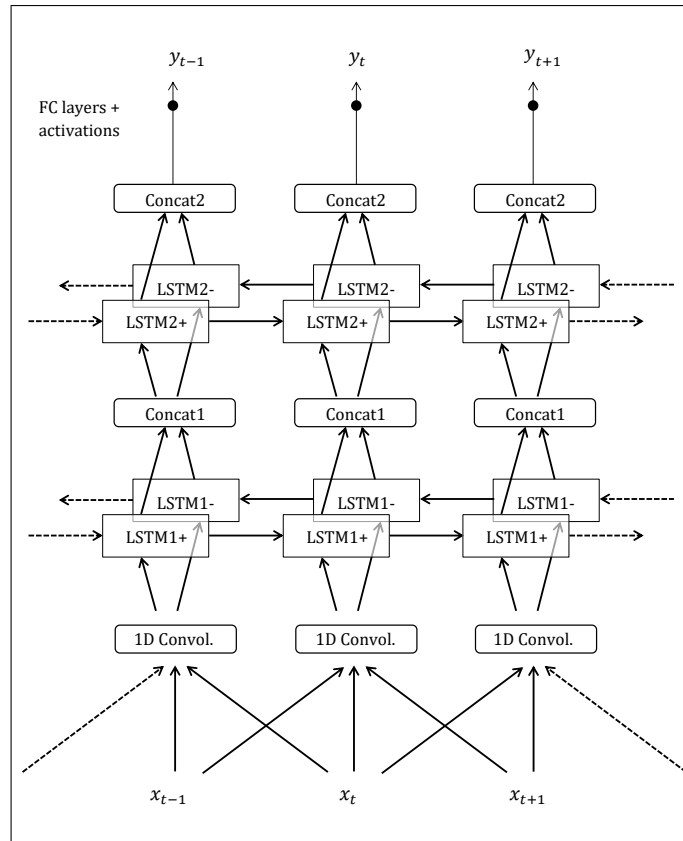 y_{t−1} y_t y_{t+1}
FC layers +
activations
Concat2 Concat2 Concat2
LSTM2- LSTM2- LSTM2-
LSTM2+ LSTM2+ LSTM2+
Concat1 Concat1 Concat1
LSTM1- LSTM1- LSTM1-
LSTM1+ LSTM1+ LSTM1+
1D Convol. 1D Convol. 1D Convol.
x_{t−1} x_t x_{t+1}